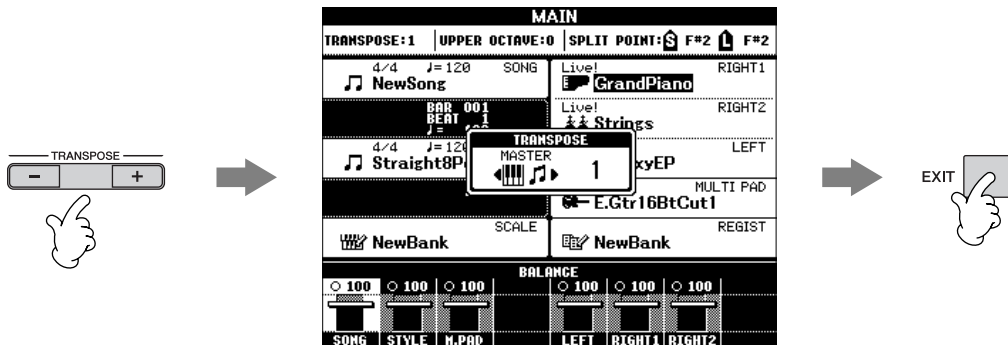 TRANSPOSE
− +
MAIN
TRANSPOSE:1 UPPER OCTAVE:0 SPLIT POINT: S F#2 L F#2
4/4 ♩=120 SONG
NewSong
Live! RIGHT1
GrandPiano
BAR 001
BEAT 1
Live! RIGHT2
Strings
TRANSPOSE
MASTER
1
4/4
Straight8P
LEFT
xyEP
MULTI PAD
E.Gtr16BtCut1
SCALE
NewBank
REGIST
NewBank
BALANCE
100 100 100 100 100 100
SONG STYLE M.PAD LEFT RIGHT1 RIGHT2
EXIT